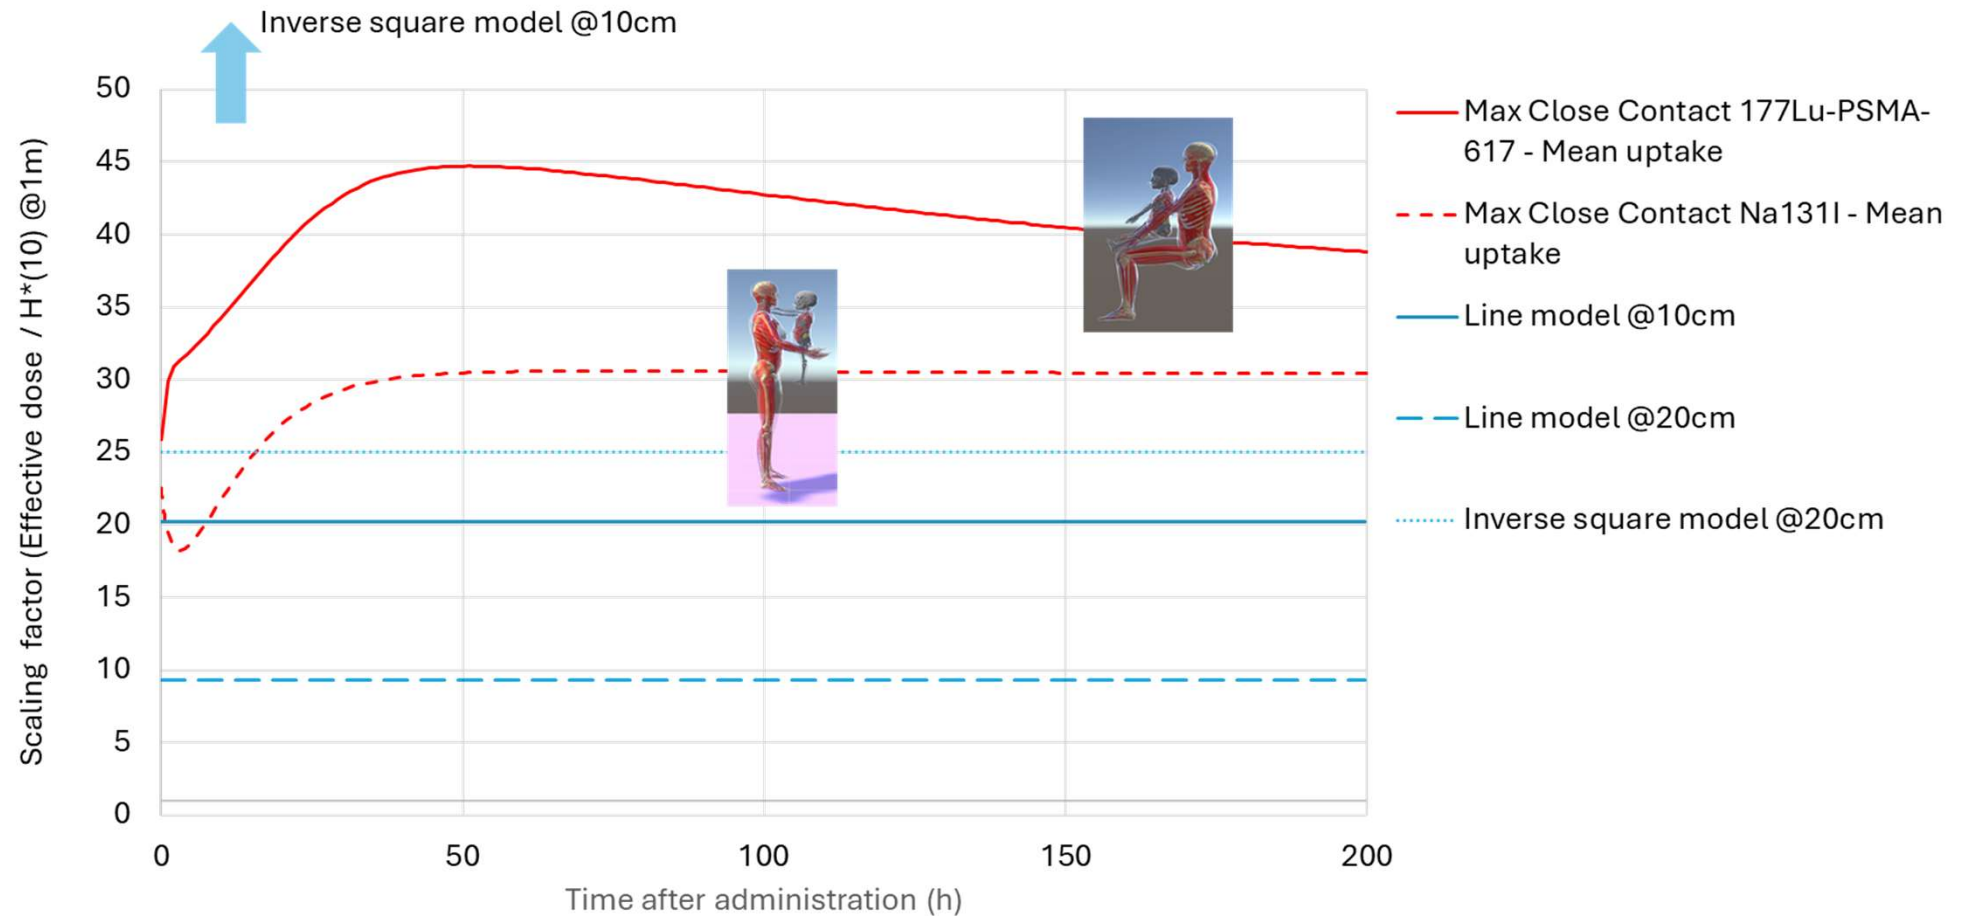 Inverse square model @10cm
Scaling factor (Effective dose / H*(10) @1m)
50
45
40
35
30
25
20
15
10
5
0
0 50 100 150 200
Time after administration (h)
Max Close Contact 177Lu-PSMA-
617 - Mean uptake
Max Close Contact Na131I - Mean
uptake
Line model @10cm
Line model @20cm
Inverse square model @20cm